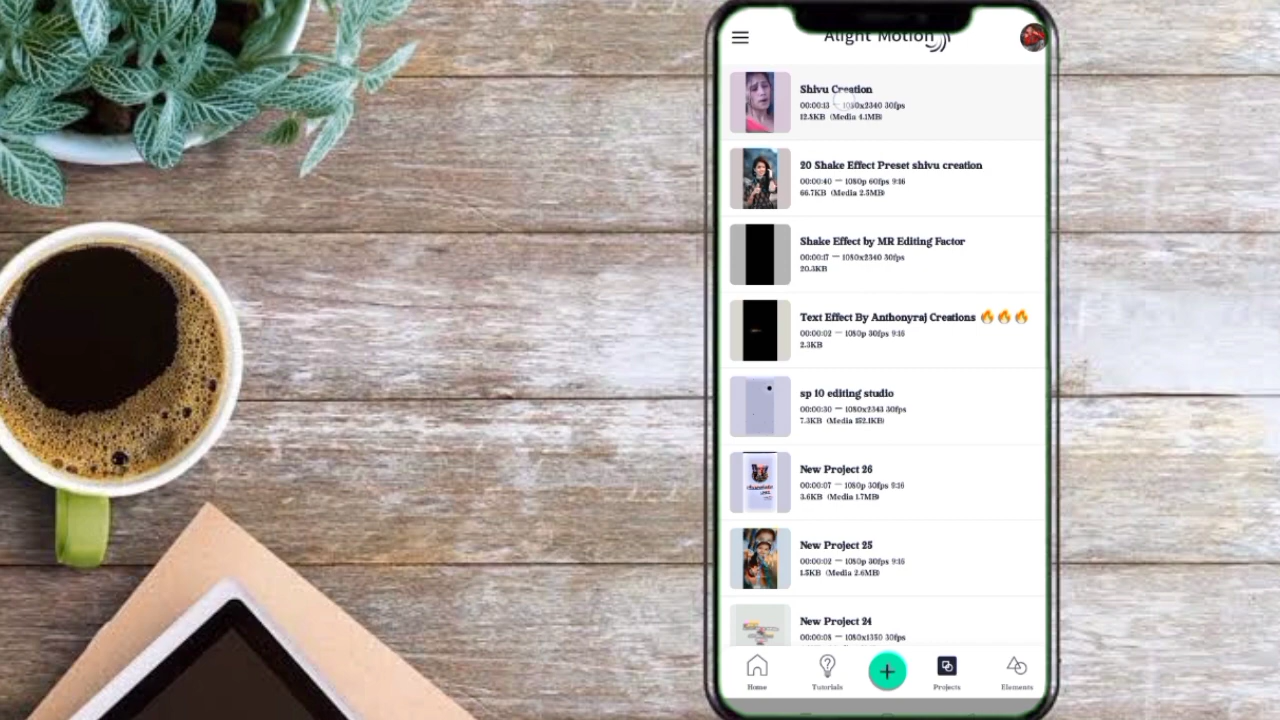 Alight Motion
Shivu Creation
00:00:13 — 1080x2340 30fps
12.8KB (Media 4.1MB)
20 Shake Effect Preset shivu creation
00:00:40 — 1080p 60fps 9:16
66.7KB (Media 2.5MB)
Shake Effect by MR Editing Factor
00:00:17 — 1080x2340 30fps
20.3KB
Text Effect By Anthonyraj Creations 🔥🔥🔥
00:00:02 — 1080p 30fps 9:16
2.3KB
sp 10 editing studio
00:00:30 — 1080x2343 30fps
7.3KB (Media 152.1KB)
New Project 26
00:00:07 — 1080p 30fps 9:16
3.6KB (Media 1.7MB)
New Project 25
00:00:02 — 1080p 30fps 9:16
1.5KB (Media 2.6MB)
New Project 24
00:00:08 — 1080x1350 30fps
Home
Tutorials
Projects
Elements